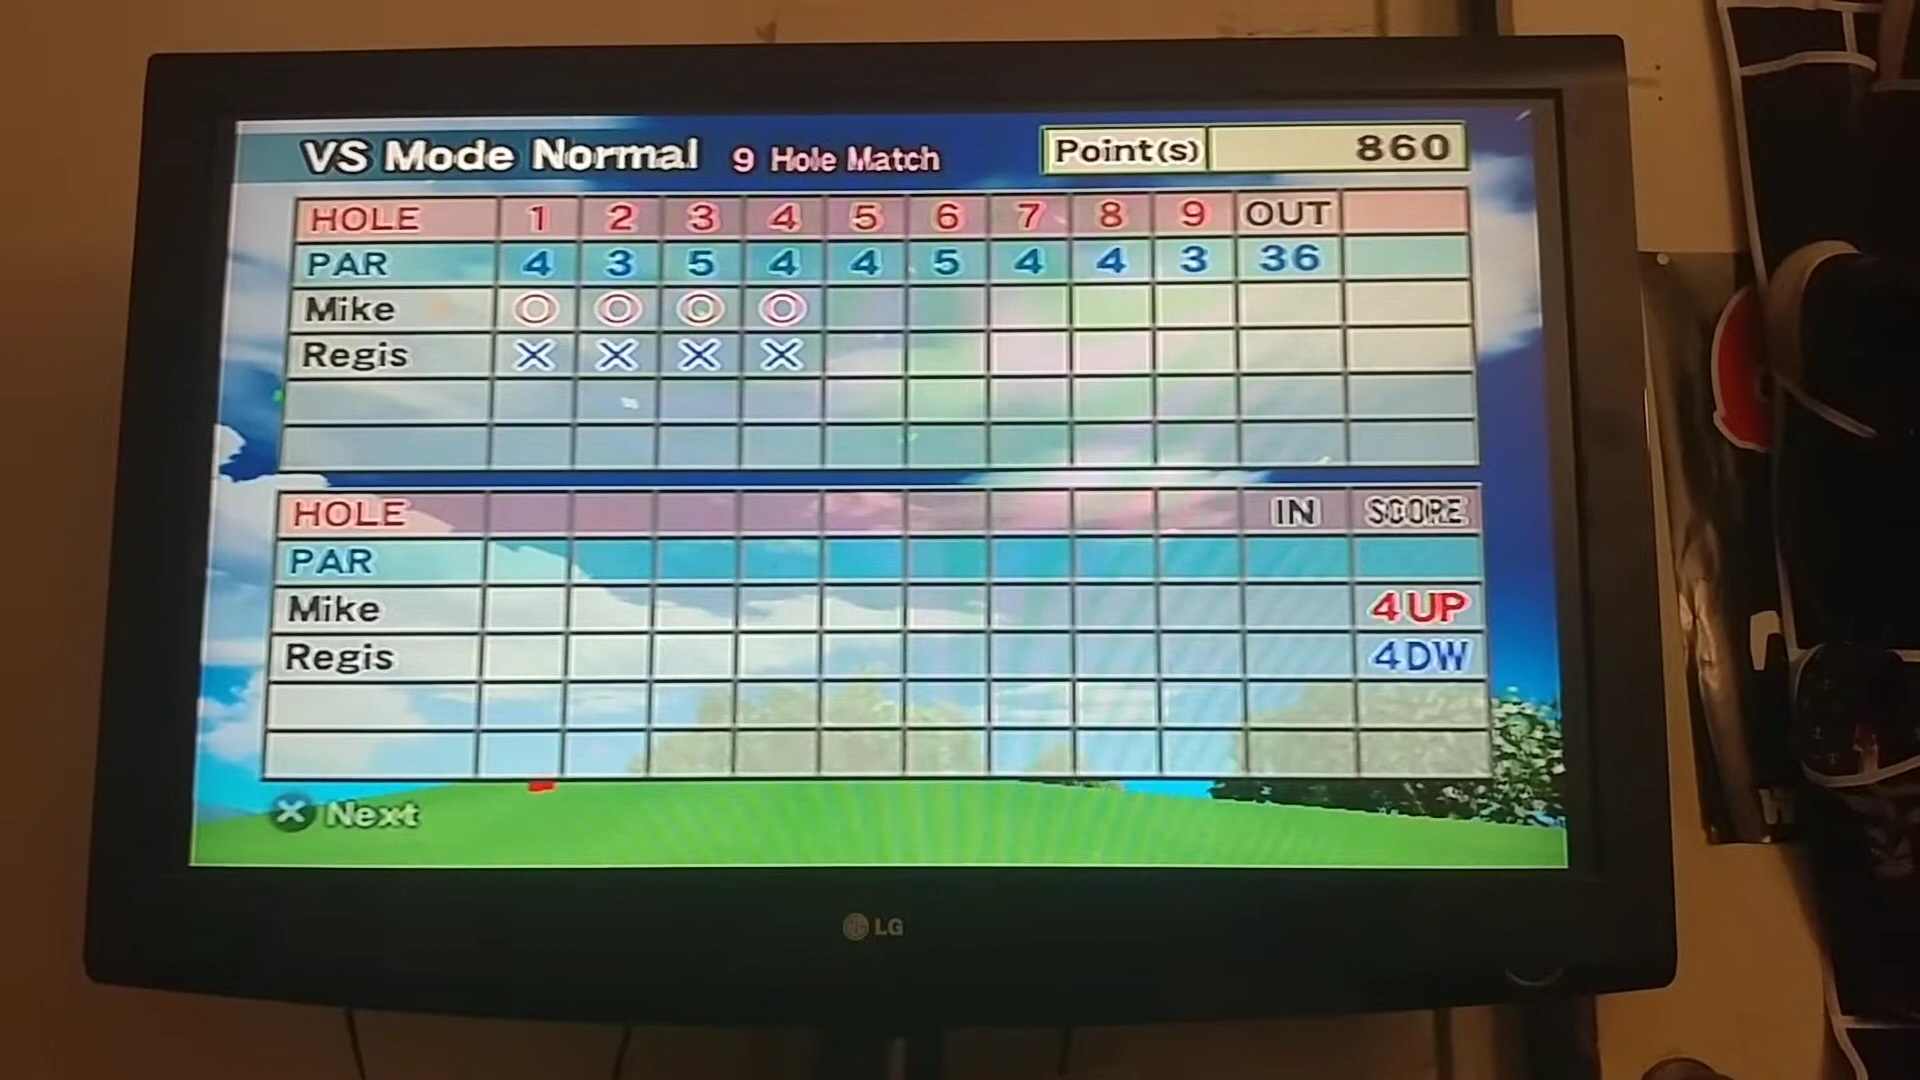 VS Mode Normal 9 Hole Match Point(s) 860
HOLE 1 2 3 4 5 6 7 8 9 OUT
PAR 4 3 5 4 4 5 4 4 3 36
Mike O O O O
Regis X X X X
HOLE IN SCORE
PAR
Mike 4UP
Regis 4DW
X Next
LG